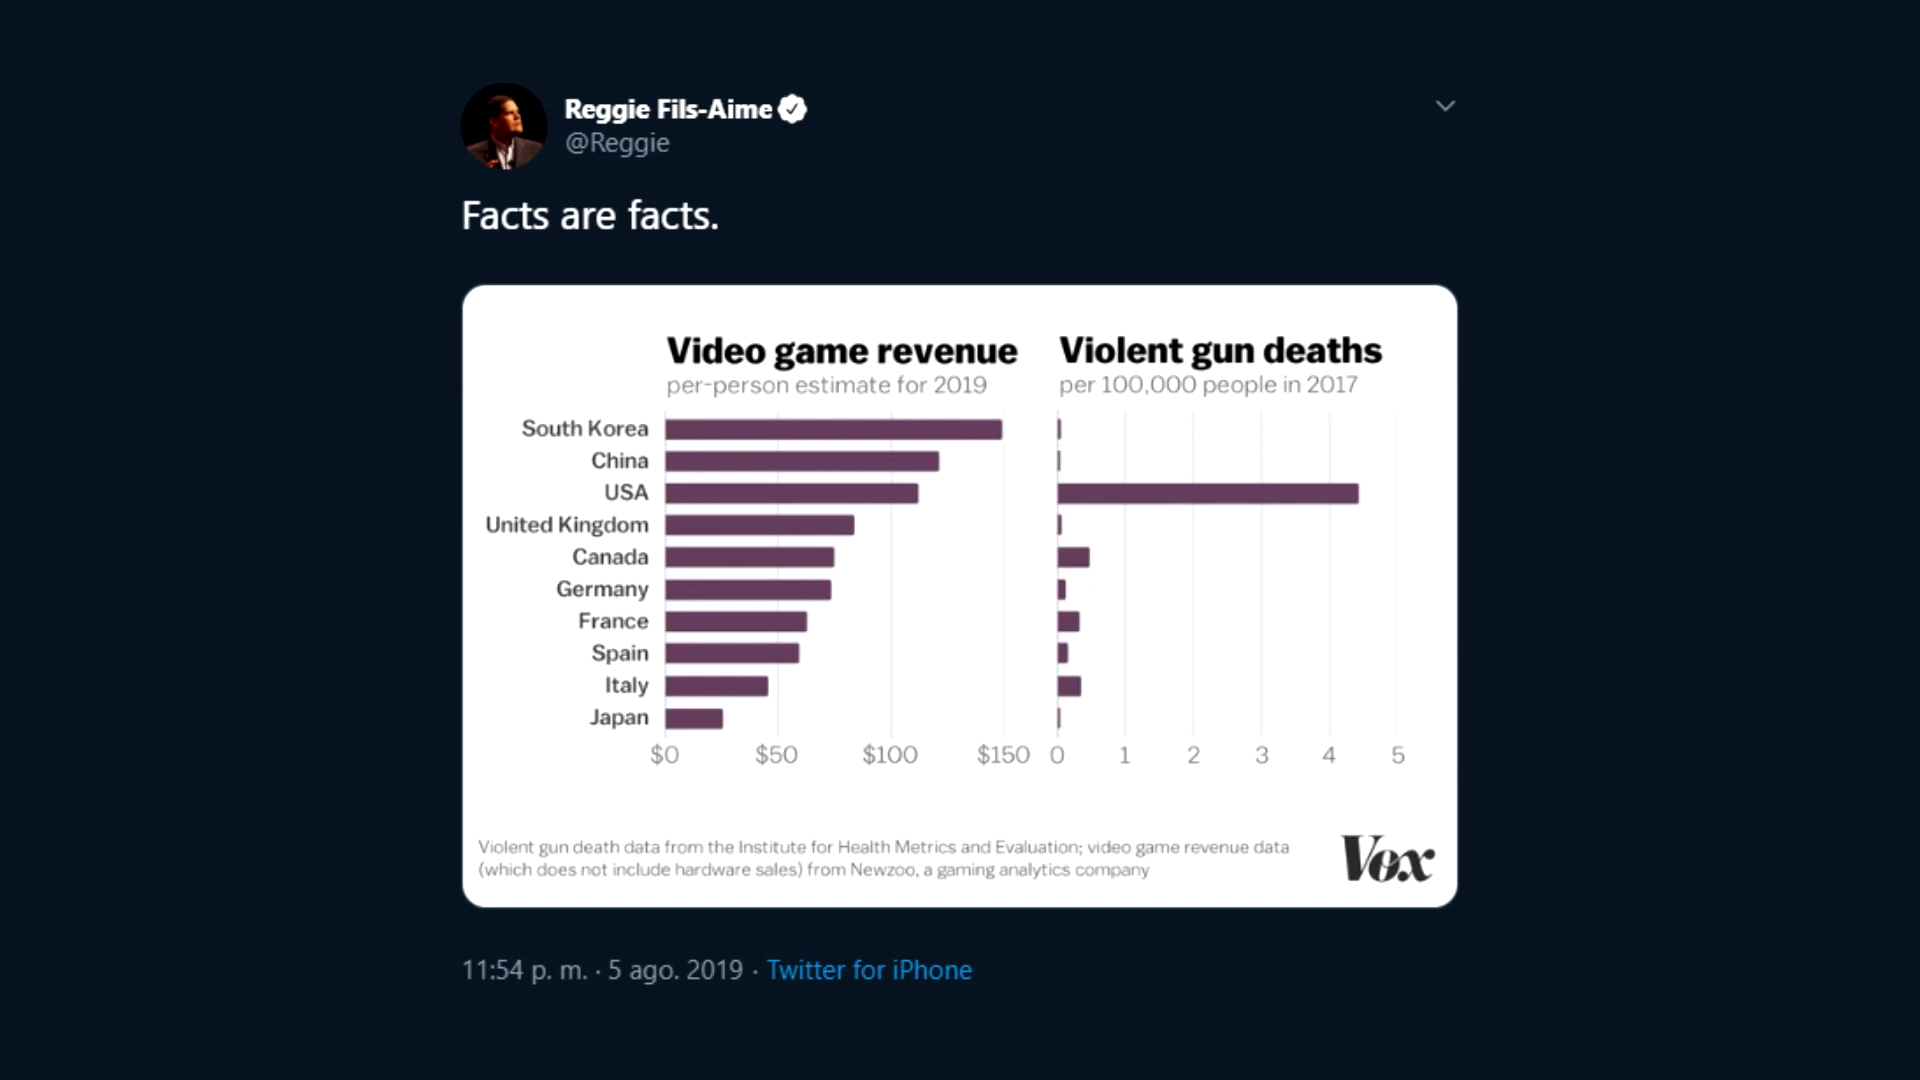 Reggie Fils-Aime
@Reggie
Facts are facts.
Video game revenue
per-person estimate for 2019
Violent gun deaths
per 100,000 people in 2017
South Korea
China
USA
United Kingdom
Canada
Germany
France
Spain
Italy
Japan
$0 $50 $100 $150
0 1 2 3 4 5
Violent gun death data from the Institute for Health Metrics and Evaluation; video game revenue data
(which does not include hardware sales) from Newzoo, a gaming analytics company
Vox
11:54 p. m. · 5 ago. 2019 · Twitter for iPhone